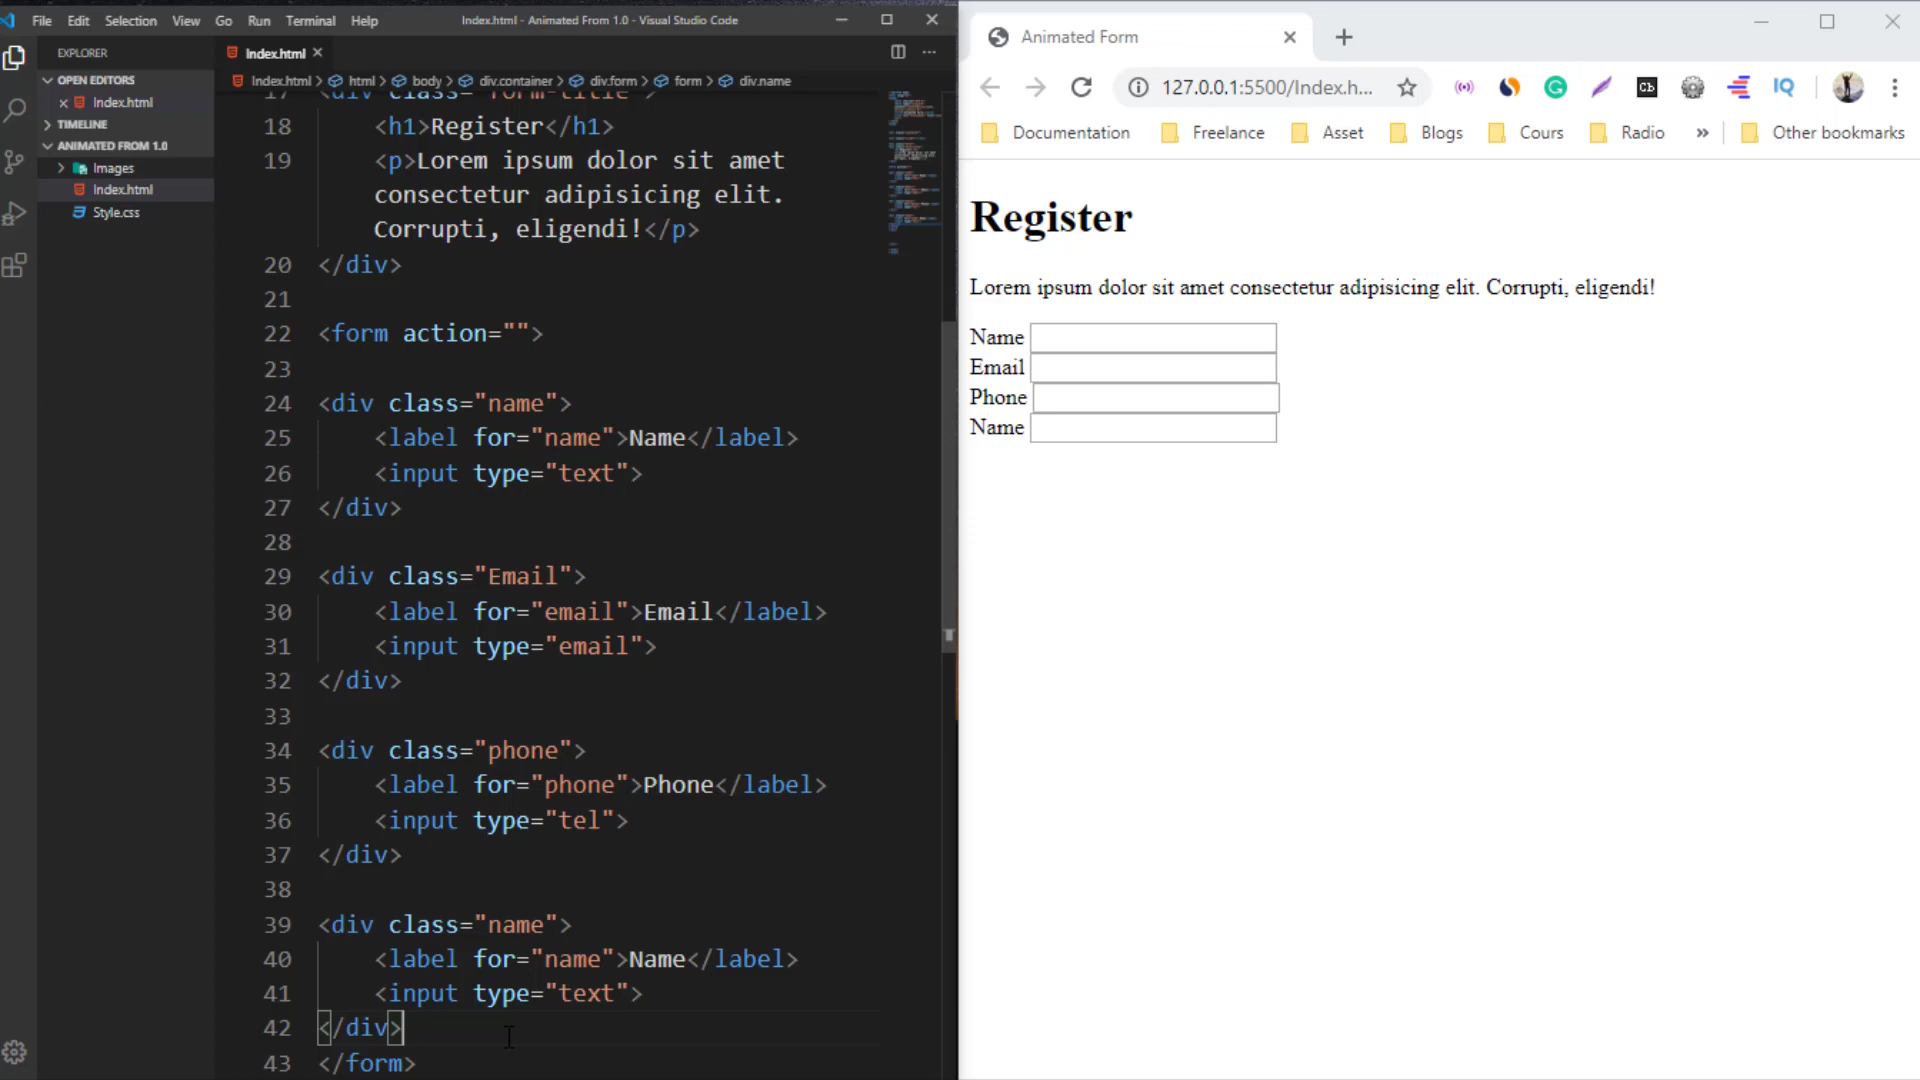 File Edit Selection View Go Run Terminal Help
Index.html - Animated From 1.0 - Visual Studio Code
EXPLORER
OPEN EDITORS
Index.html
TIMELINE
ANIMATED FROM 1.0
Images
Index.html
Style.css
Index.html
Index.html > html > body > div.container > div.form > form > div.name
17 <div class="form-title">
18 <h1>Register</h1>
19 <p>Lorem ipsum dolor sit amet
consectetur adipisicing elit.
Corrupti, eligendi!</p>
20 </div>
21
22 <form action="">
23
24 <div class="name">
25 <label for="name">Name</label>
26 <input type="text">
27 </div>
28
29 <div class="Email">
30 <label for="email">Email</label>
31 <input type="email">
32 </div>
33
34 <div class="phone">
35 <label for="phone">Phone</label>
36 <input type="tel">
37 </div>
38
39 <div class="name">
40 <label for="name">Name</label>
41 <input type="text">
42 </div>
43 </form>
Animated Form
127.0.0.1:5500/Index.h...
Cb
IQ
Documentation Freelance Asset Blogs Cours Radio » Other bookmarks
Register
Lorem ipsum dolor sit amet consectetur adipisicing elit. Corrupti, eligendi!
Name
Email
Phone
Name